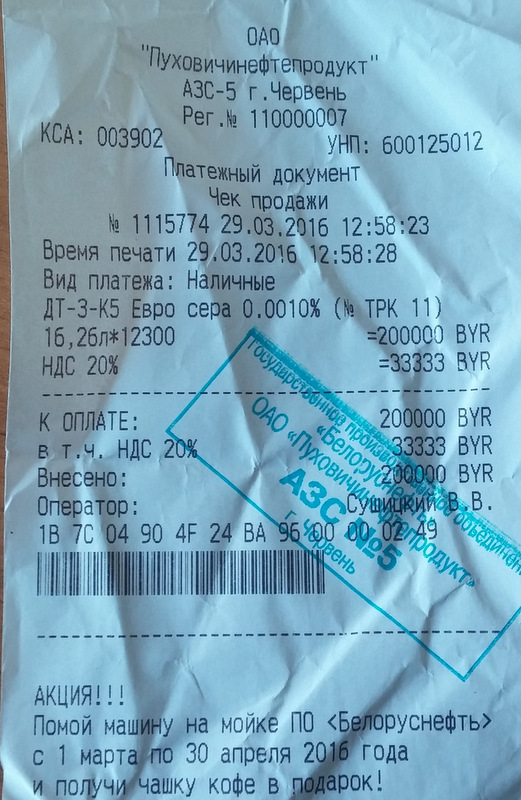 ОАО
"Пуховичинефтепродукт"
АЗС-5 г.Червень
Рег.№ 110000007
КСА: 003902 УНП: 600125012
Платежный документ
Чек продажи
№ 1115774 29.03.2016 12:58:23
Время печати 29.03.2016 12:58:28
Вид платежа: Наличные
ДТ-З-К5 Евро сера 0.0010% (№ ТРК 11)
16,26л*12300 =200000 BYR
НДС 20% =33333 BYR
К ОПЛАТЕ: 200000 BYR
в т.ч. НДС 20% 33333 BYR
Внесено: 200000 BYR
Оператор: Сушицкий В.В.
1B 7C 04 90 4F 24 BA 96 00 00 02 49
Государственное производственное объединение
«Белоруснефть»
ОАО «Пуховичинефтепродукт»
АЗС №5
г. Червень
АКЦИЯ!!!
Помой машину на мойке ПО <Белоруснефть>
с 1 марта по 30 апреля 2016 года
и получи чашку кофе в подарок!